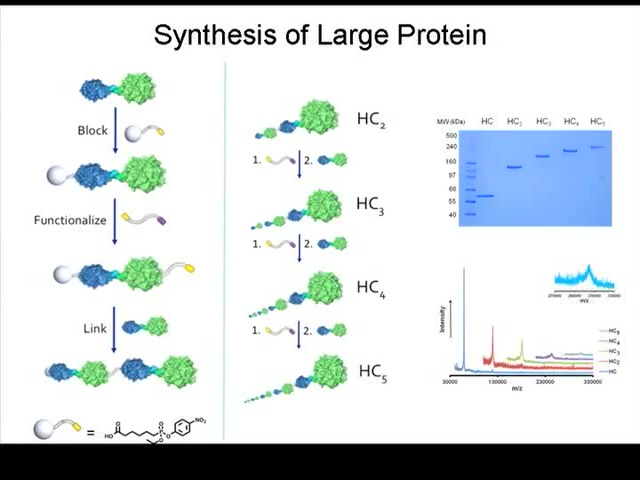 Synthesis of Large Protein
Block
Functionalize
Link
=
HO
O
O
P
O
O
NO₂
HC₂
1. 2.
HC₃
1. 2.
HC₄
1. 2.
HC₅
MW(kDa) HC HC₂ HC₃ HC₄ HC₅
500
240
160
97
66
55
40
Intensity
m/z
HC₅
HC₄
HC₃
HC₂
HC
30000 130000 230000 330000
m/z